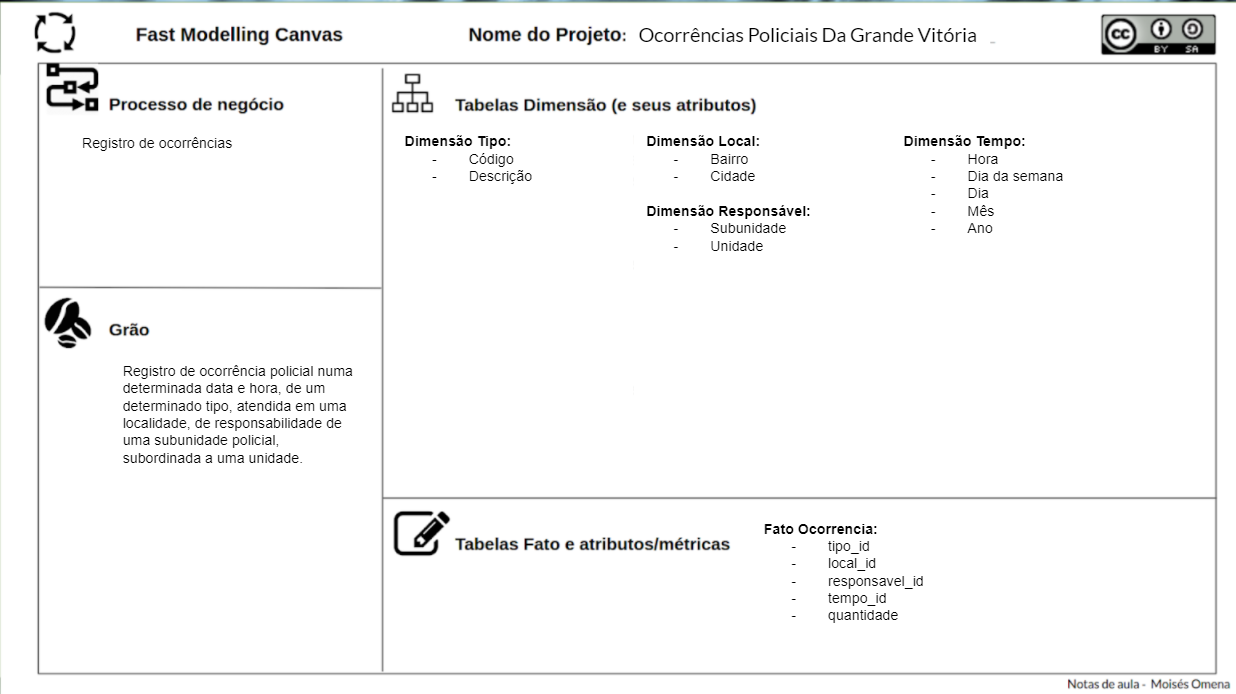 Fast Modelling Canvas
Nome do Projeto: Ocorrências Policiais Da Grande Vitória
cc BY SA
Processo de negócio
Registro de ocorrências
Grão
Registro de ocorrência policial numa
determinada data e hora, de um
determinado tipo, atendida em uma
localidade, de responsabilidade de
uma subunidade policial,
subordinada a uma unidade.
Tabelas Dimensão (e seus atributos)
Dimensão Tipo:
- Código
- Descrição
Dimensão Local:
- Bairro
- Cidade
Dimensão Responsável:
- Subunidade
- Unidade
Dimensão Tempo:
- Hora
- Dia da semana
- Dia
- Mês
- Ano
Tabelas Fato e atributos/métricas
Fato Ocorrencia:
- tipo_id
- local_id
- responsavel_id
- tempo_id
- quantidade
Notas de aula - Moisés Omena